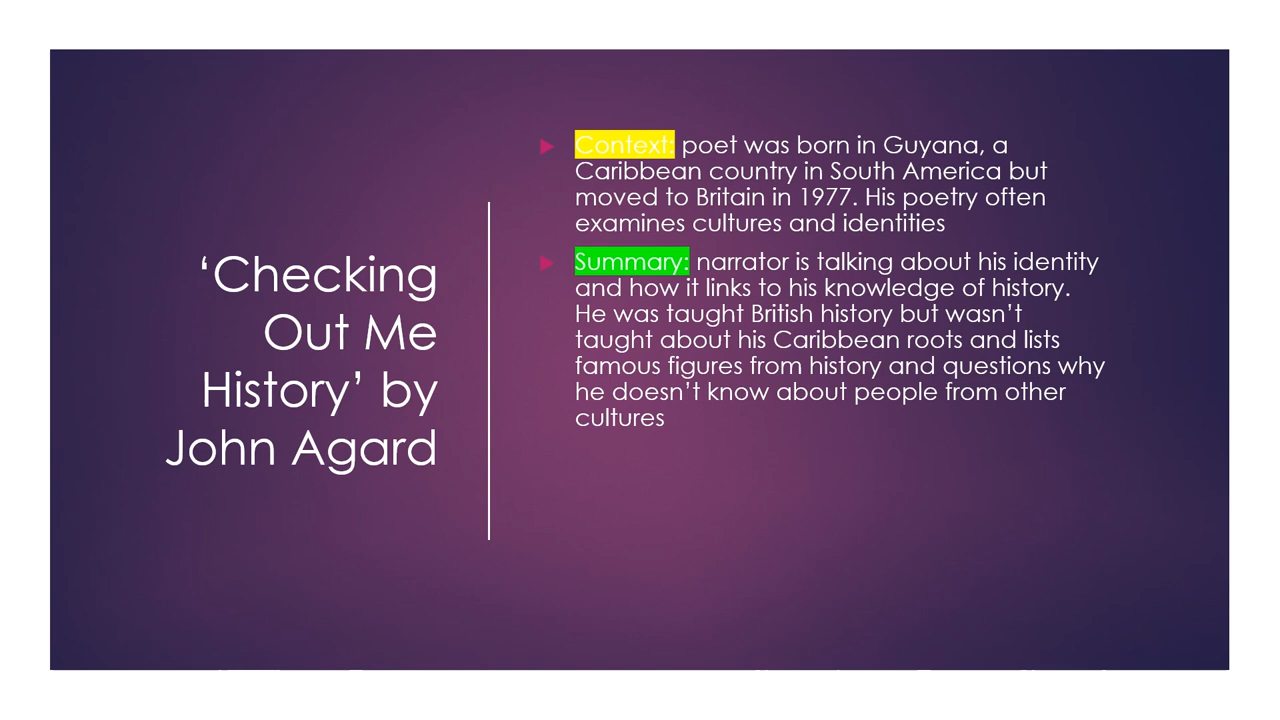 ‘Checking
Out Me
History’ by
John Agard
Context: poet was born in Guyana, a
Caribbean country in South America but
moved to Britain in 1977. His poetry often
examines cultures and identities
Summary: narrator is talking about his identity
and how it links to his knowledge of history.
He was taught British history but wasn’t
taught about his Caribbean roots and lists
famous figures from history and questions why
he doesn’t know about people from other
cultures